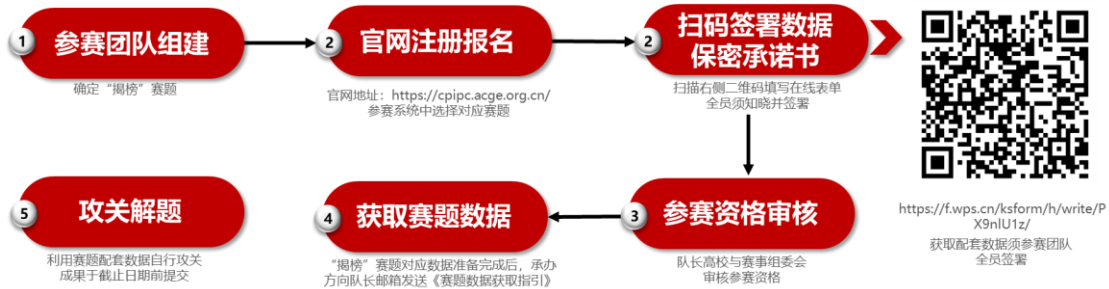 1
参赛团队组建
确定“揭榜”赛题
2
官网注册报名
官网地址：https://cpipc.acge.org.cn/
参赛系统中选择对应赛题
2
扫码签署数据
保密承诺书
扫描右侧二维码填写在线表单
全员须知晓并签署
https://f.wps.cn/ksform/h/write/P
X9nlU1z/
获取配套数据须参赛团队
全员签署
3
参赛资格审核
队长高校与赛事组委会
审核参赛资格
4
获取赛题数据
“揭榜”赛题对应数据准备完成后，承办
方向队长邮箱发送《赛题数据获取指引》
5
攻关解题
利用赛题配套数据自行攻关
成果于截止日期前提交